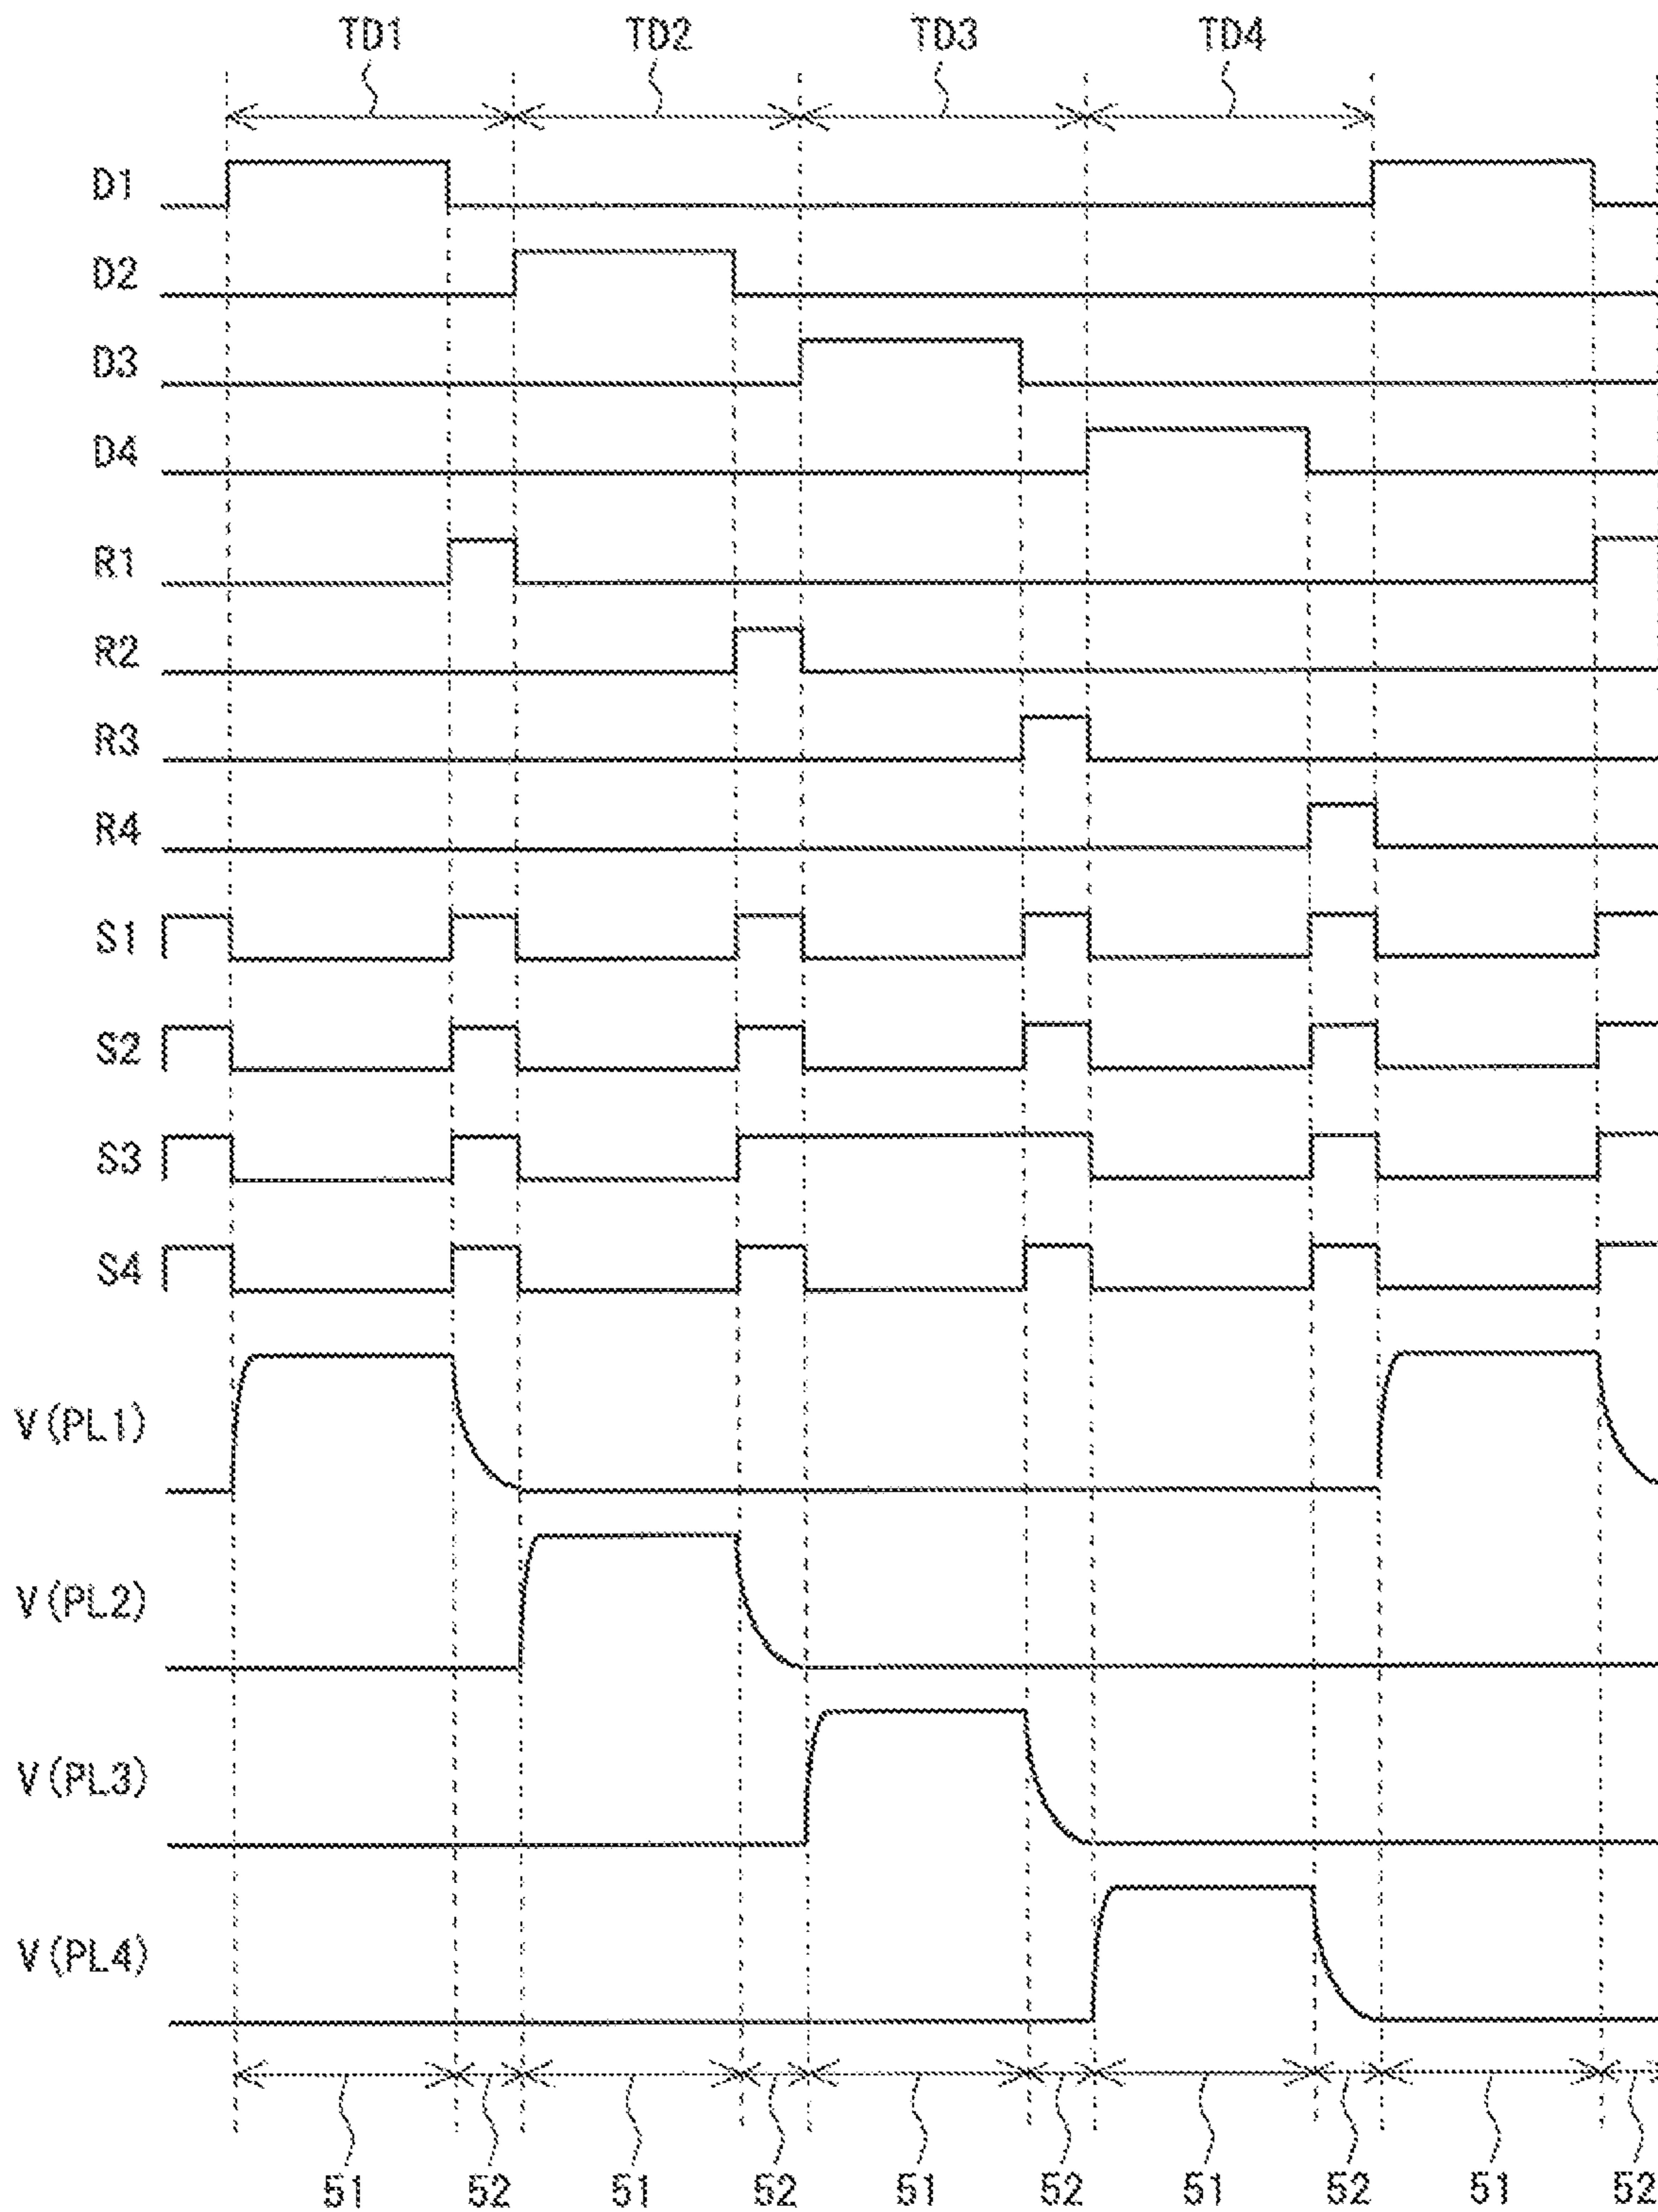 TD1 TD2 TD3 TD4
D1
D2
D3
D4
R1
R2
R3
R4
S1
S2
S3
S4
V(PL1)
V(PL2)
V(PL3)
V(PL4)
51 52 51 52 51 52 51 52 51 52